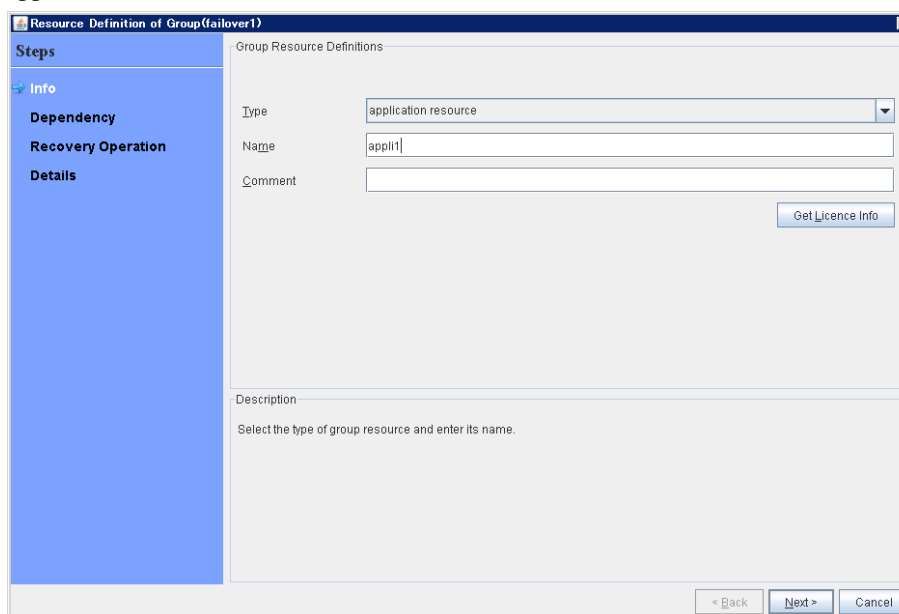 Resource Definition of Group(failover1)
Steps
Info
Dependency
Recovery Operation
Details
Group Resource Definitions
Type
application resource
Name
appli1
Comment
Get Licence Info
Description
Select the type of group resource and enter its name.
< Back
Next >
Cancel